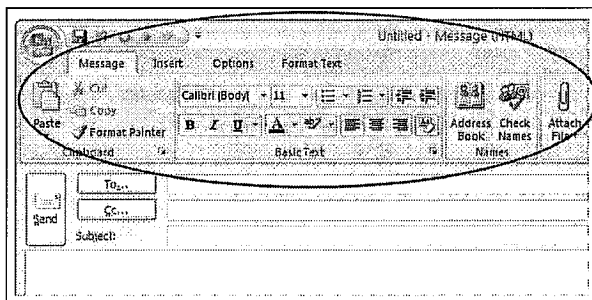 Untitled - Message (HTML)
Message Insert Options Format Text
Paste
Cut
Copy
Format Painter
Clipboard
Calibri (Body) 11
B I U A ab
Basic Text
Address Book
Check Names
Names
Attach File
Send
To...
Cc...
Subject: